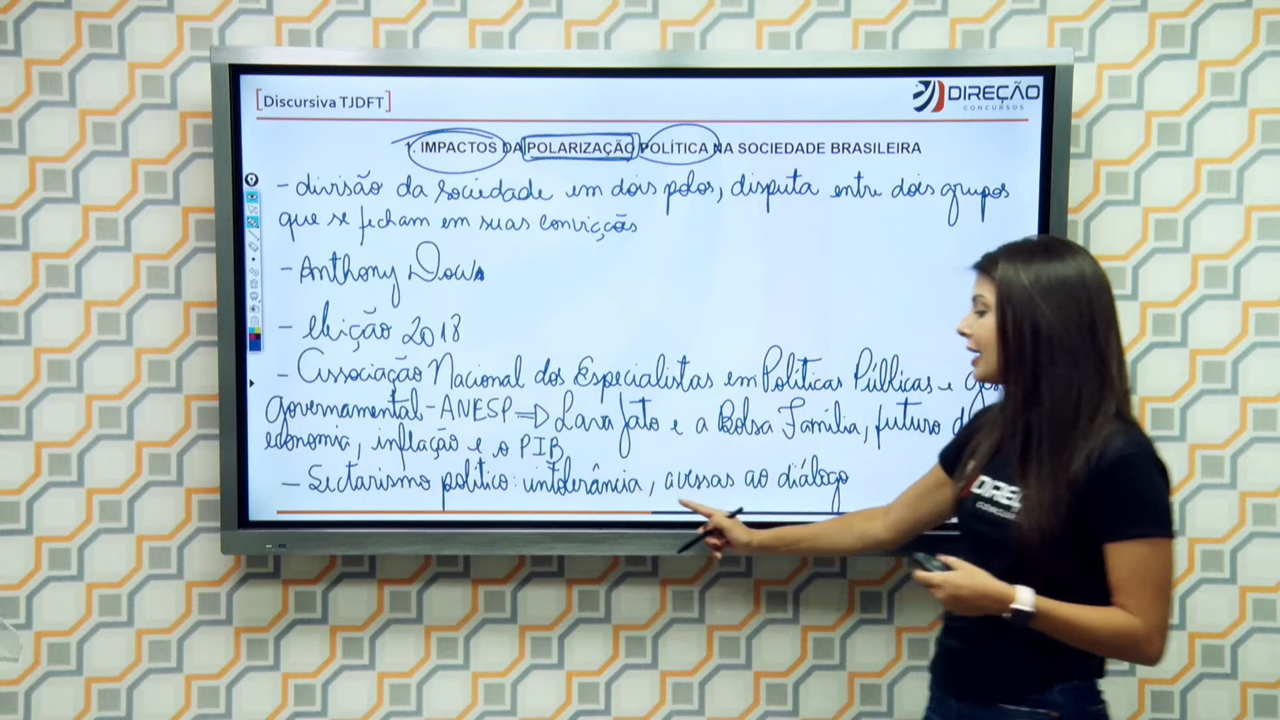 [Discursiva TJDFT]
DIREÇÃO
CONCURSOS
1. IMPACTOS DA POLARIZAÇÃO POLÍTICA NA SOCIEDADE BRASILEIRA
- divisão da sociedade em dois polos, disputa entre dois grupos
que se fecham em suas convicções
- Anthony Downs
- eleição 2018
- Associação Nacional dos Especialistas em Políticas Públicas e
governamental - ANESP => Lava Jato e a Bolsa Família, futuro
economia, inflação e o PIB
- Sectarismo político: intolerância, avessas ao diálogo